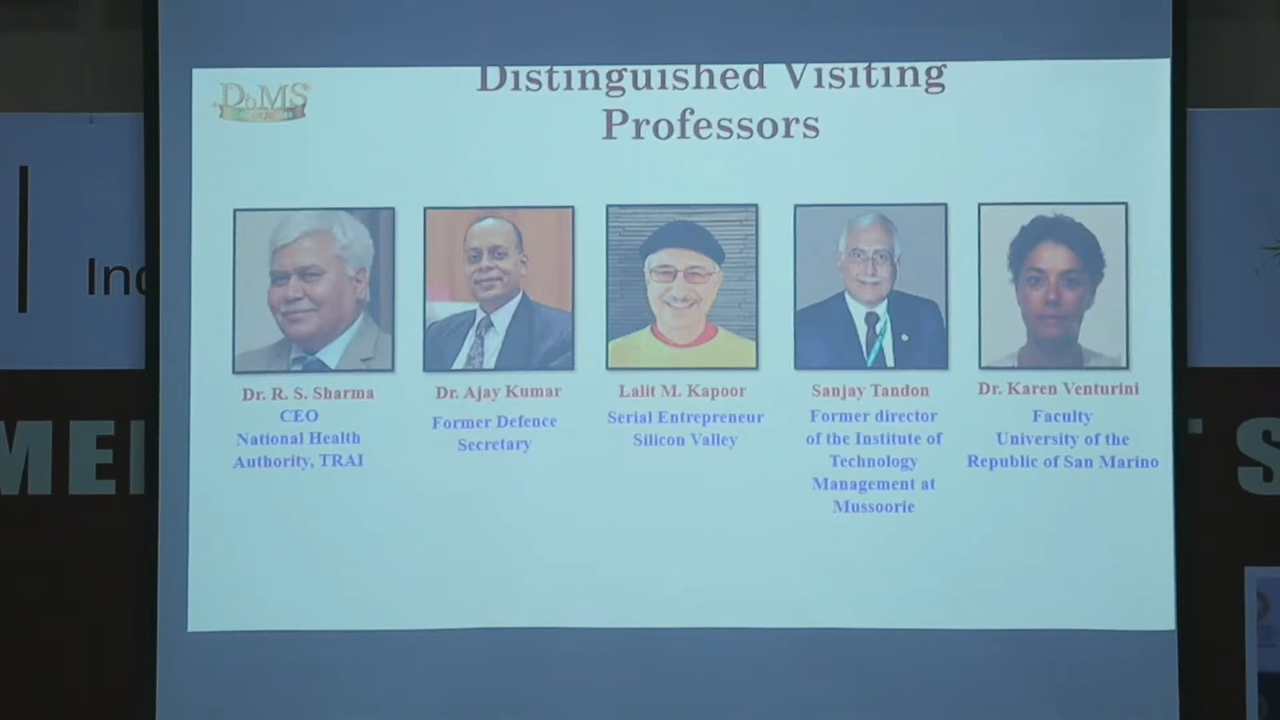 DoMS
Distinguished Visiting
Professors
Dr. R. S. Sharma
CEO
National Health
Authority, TRAI
Dr. Ajay Kumar
Former Defence
Secretary
Lalit M. Kapoor
Serial Entrepreneur
Silicon Valley
Sanjay Tandon
Former director
of the Institute of
Technology
Management at
Mussoorie
Dr. Karen Venturini
Faculty
University of the
Republic of San Marino